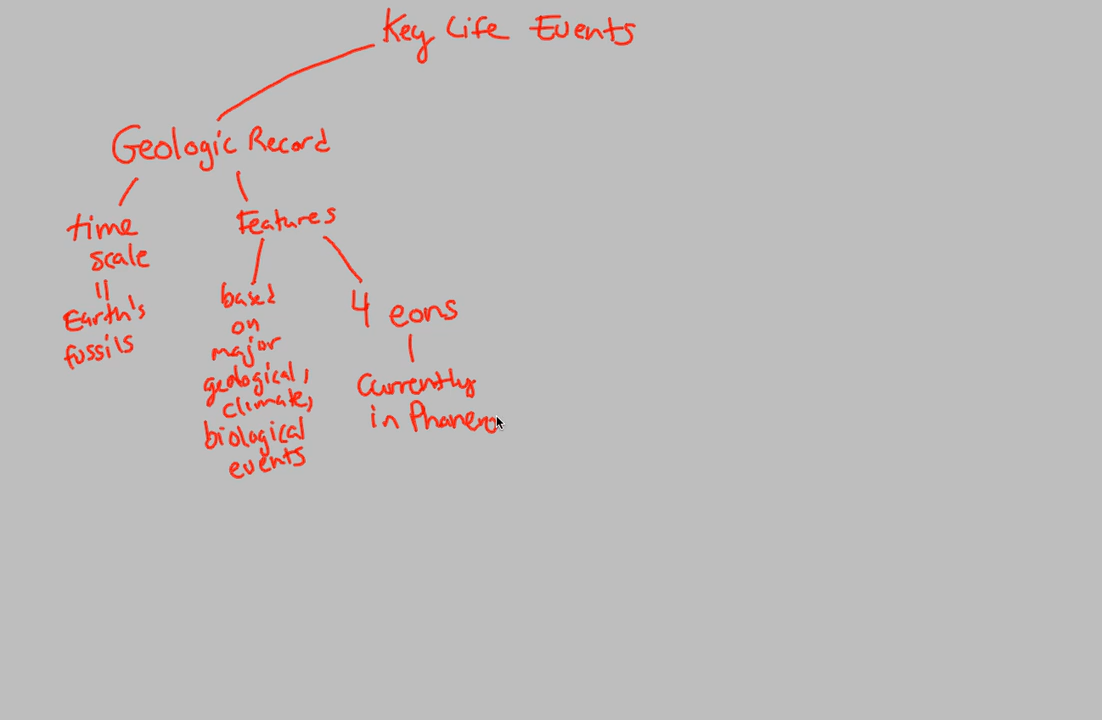 Key Life Events
Geologic Record
time
scale
=
Earth's
fossils
Features
based
on
major
geological,
climate,
biological
events
4 eons
Currently
in Phanero